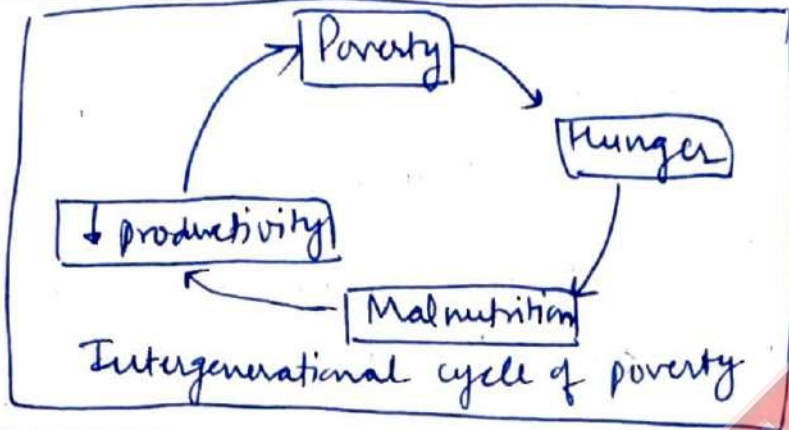 Poverty
Hunger
↓ productivity
Malnutrition
Intergenerational cycle of poverty